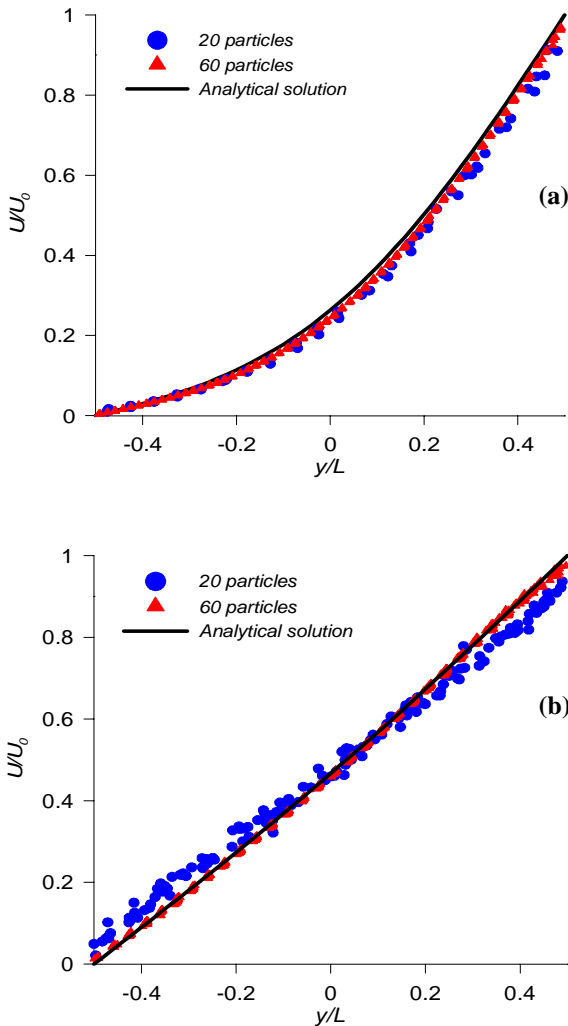 1
20 particles
60 particles
Analytical solution
0.8
0.6
(a)
U/U₀
0.4
0.2
0
-0.4 -0.2 0 0.2 0.4
y/L
1
20 particles
60 particles
Analytical solution
0.8
(b)
0.6
U/U₀
0.4
0.2
0
-0.4 -0.2 0 0.2 0.4
y/L